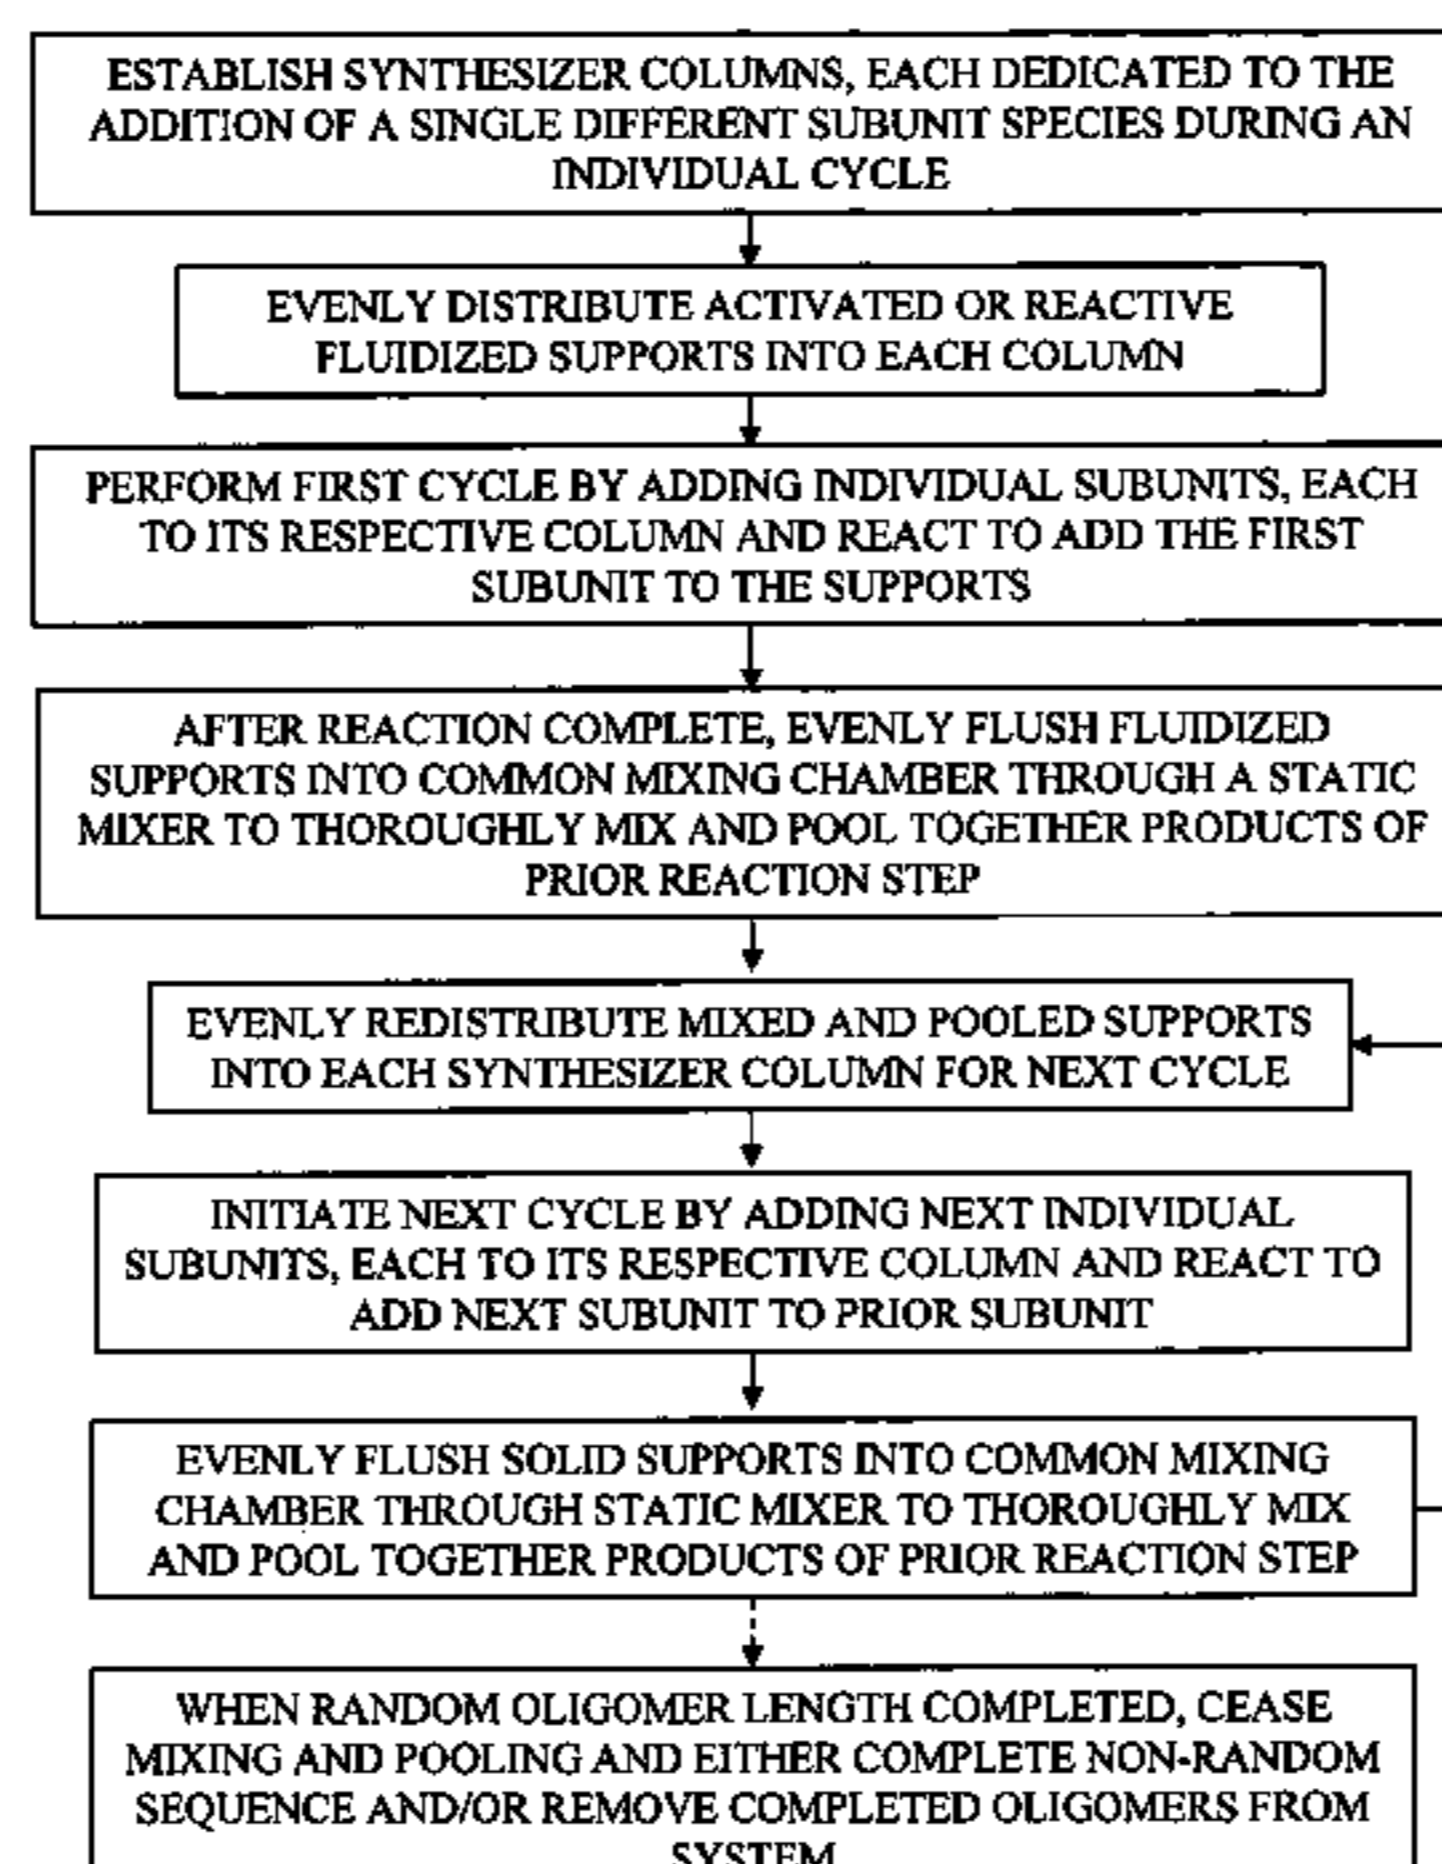 ESTABLISH SYNTHESIZER COLUMNS, EACH DEDICATED TO THE
ADDITION OF A SINGLE DIFFERENT SUBUNIT SPECIES DURING AN
INDIVIDUAL CYCLE
EVENLY DISTRIBUTE ACTIVATED OR REACTIVE
FLUIDIZED SUPPORTS INTO EACH COLUMN
PERFORM FIRST CYCLE BY ADDING INDIVIDUAL SUBUNITS, EACH
TO ITS RESPECTIVE COLUMN AND REACT TO ADD THE FIRST
SUBUNIT TO THE SUPPORTS
AFTER REACTION COMPLETE, EVENLY FLUSH FLUIDIZED
SUPPORTS INTO COMMON MIXING CHAMBER THROUGH A STATIC
MIXER TO THOROUGHLY MIX AND POOL TOGETHER PRODUCTS OF
PRIOR REACTION STEP
EVENLY REDISTRIBUTE MIXED AND POOLED SUPPORTS
INTO EACH SYNTHESIZER COLUMN FOR NEXT CYCLE
INITIATE NEXT CYCLE BY ADDING NEXT INDIVIDUAL
SUBUNITS, EACH TO ITS RESPECTIVE COLUMN AND REACT TO
ADD NEXT SUBUNIT TO PRIOR SUBUNIT
EVENLY FLUSH SOLID SUPPORTS INTO COMMON MIXING
CHAMBER THROUGH STATIC MIXER TO THOROUGHLY MIX
AND POOL TOGETHER PRODUCTS OF PRIOR REACTION STEP
WHEN RANDOM OLIGOMER LENGTH COMPLETED, CEASE
MIXING AND POOLING AND EITHER COMPLETE NON-RANDOM
SEQUENCE AND/OR REMOVE COMPLETED OLIGOMERS FROM
SYSTEM